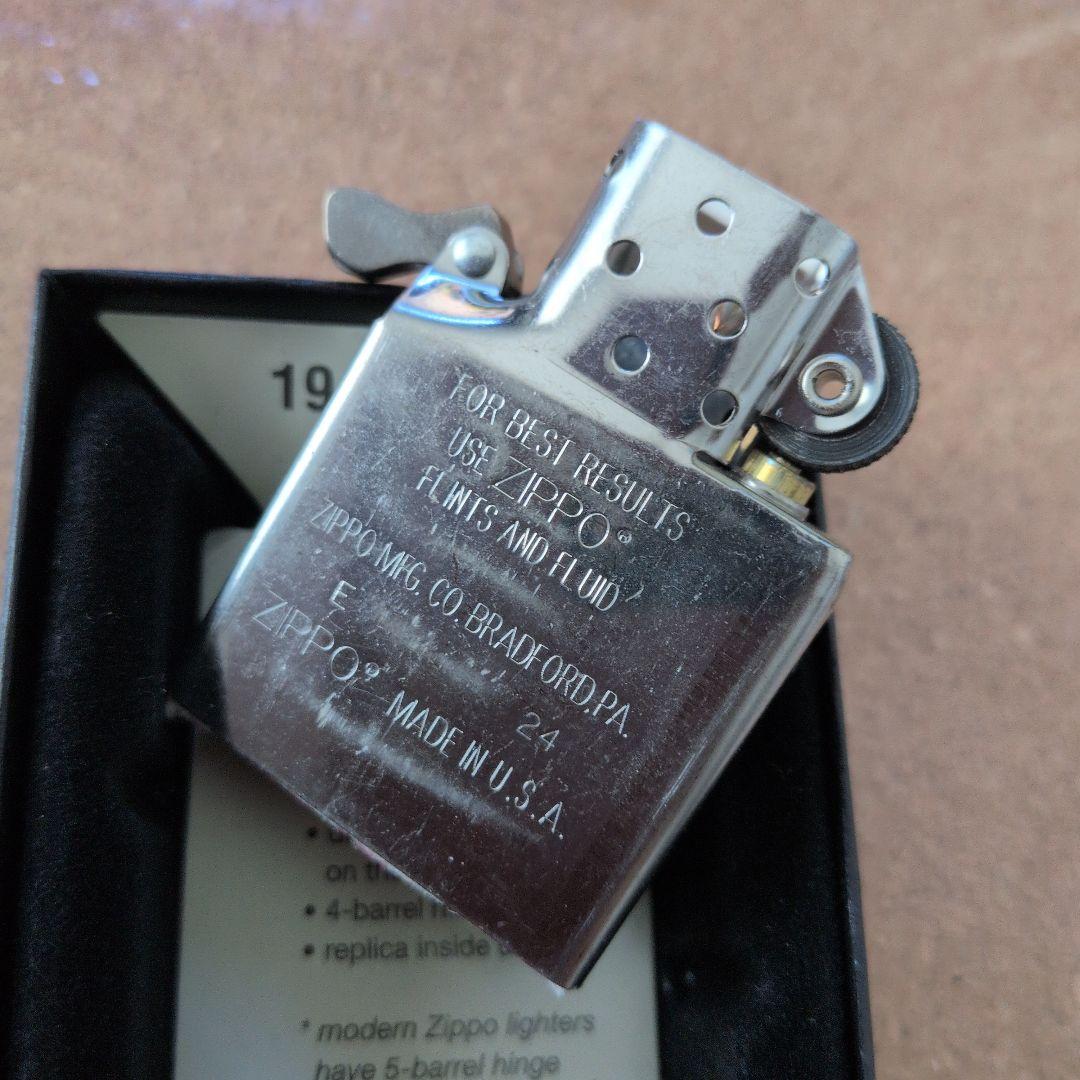 FOR BEST RESULTS
USE ZIPPO®
FLINTS AND FLUID
ZIPPO MFG. CO. BRADFORD, PA.
E 24
ZIPPO® MADE IN U.S.A.
19
on
• 4-barrel
• replica inside
* modern Zippo lighters
have 5-barrel hinge